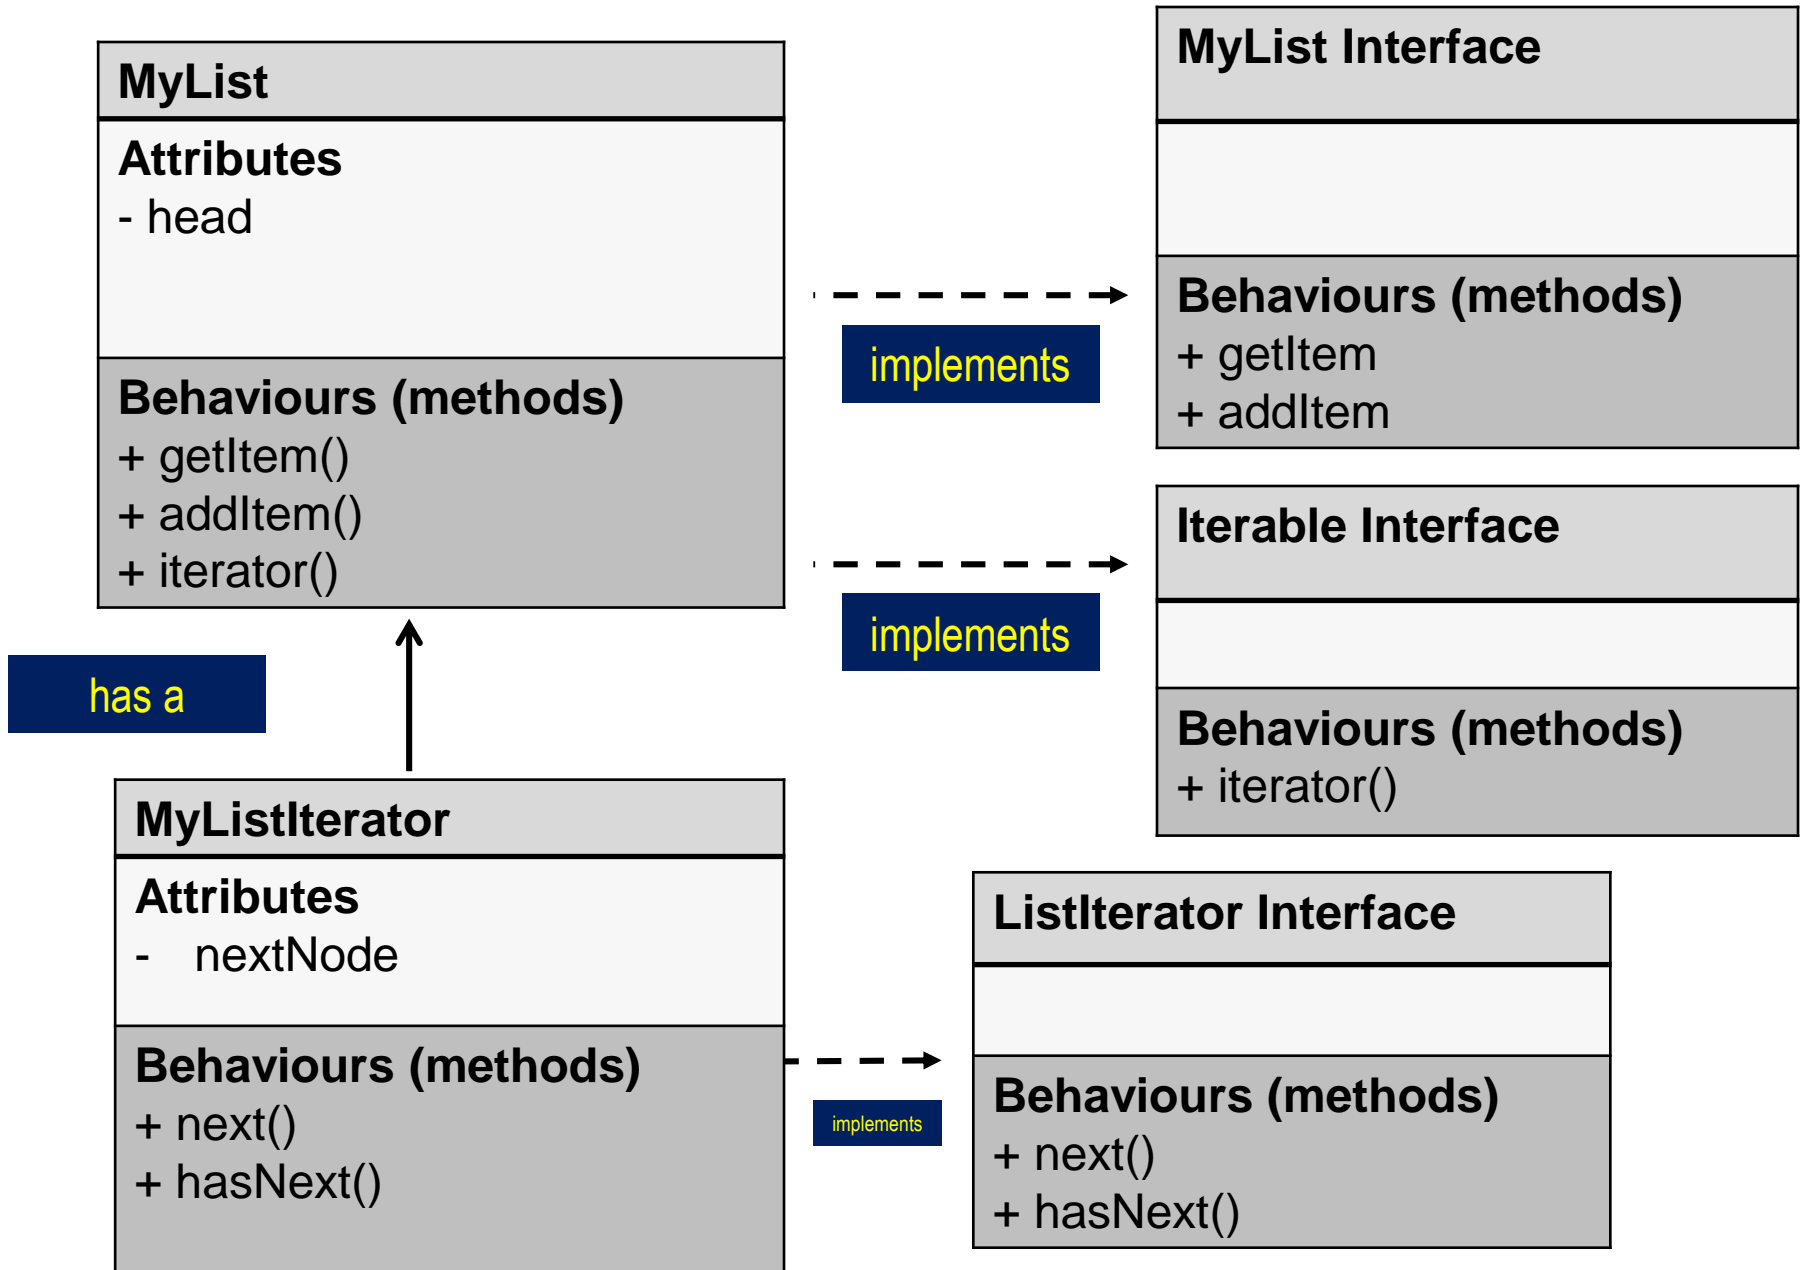 MyList
Attributes
- head
Behaviours (methods)
+ getItem()
+ addItem()
+ iterator()
implements
MyList Interface
Behaviours (methods)
+ getItem
+ addItem
implements
Iterable Interface
Behaviours (methods)
+ iterator()
has a
MyListIterator
Attributes
- nextNode
Behaviours (methods)
+ next()
+ hasNext()
implements
ListIterator Interface
Behaviours (methods)
+ next()
+ hasNext()